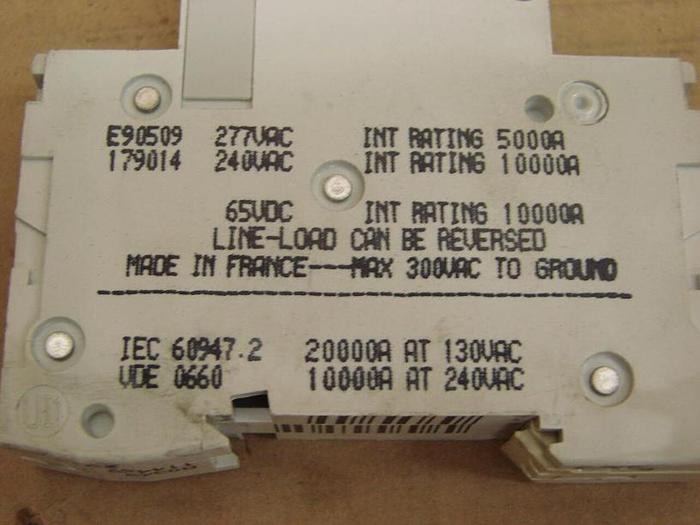 E90509 277VAC INT RATING 5000A
179014 240VAC INT RATING 10000A
65VDC INT RATING 10000A
LINE-LOAD CAN BE REVERSED
MADE IN FRANCE---MAX 300VAC TO GROUND
IEC 60947.2 20000A AT 130VAC
VDE 0660 10000A AT 240VAC